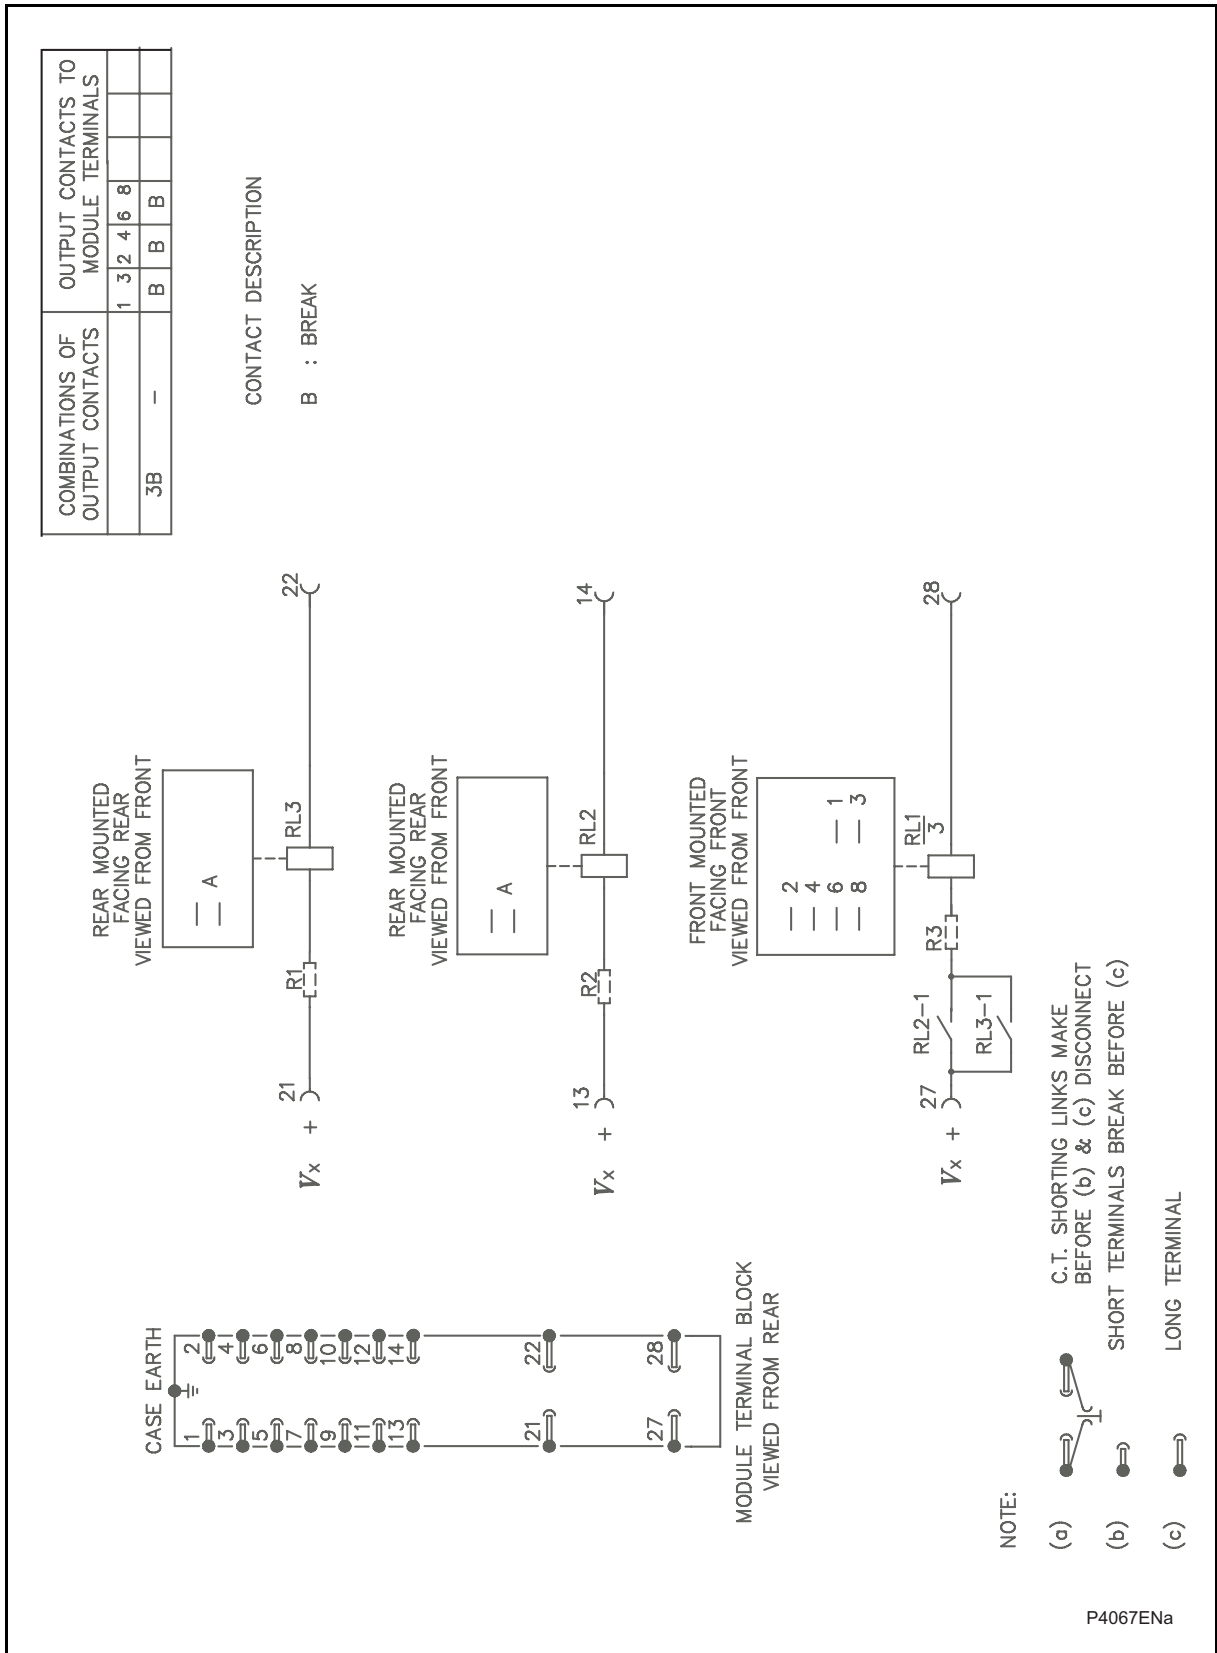 COMBINATIONS OF
OUTPUT CONTACTS
OUTPUT CONTACTS TO
MODULE TERMINALS
1 3 2 4 6 8
3B – B B B
CONTACT DESCRIPTION
B : BREAK
CASE EARTH
1 2
3 4
5 6
7 8
9 10
11 12
13 14
21 22
27 28
MODULE TERMINAL BLOCK
VIEWED FROM REAR
REAR MOUNTED
FACING REAR
VIEWED FROM FRONT
A
Vx + 21 R1 RL3 22
REAR MOUNTED
FACING REAR
VIEWED FROM FRONT
A
Vx + 13 R2 RL2 14
FRONT MOUNTED
FACING FRONT
VIEWED FROM FRONT
2
4
6 1
8 3
RL1
3
Vx + 27 RL2-1 R3 28
RL3-1
NOTE:
(a) C.T. SHORTING LINKS MAKE
BEFORE (b) & (c) DISCONNECT
(b) SHORT TERMINALS BREAK BEFORE (c)
(c) LONG TERMINAL
P4067ENa